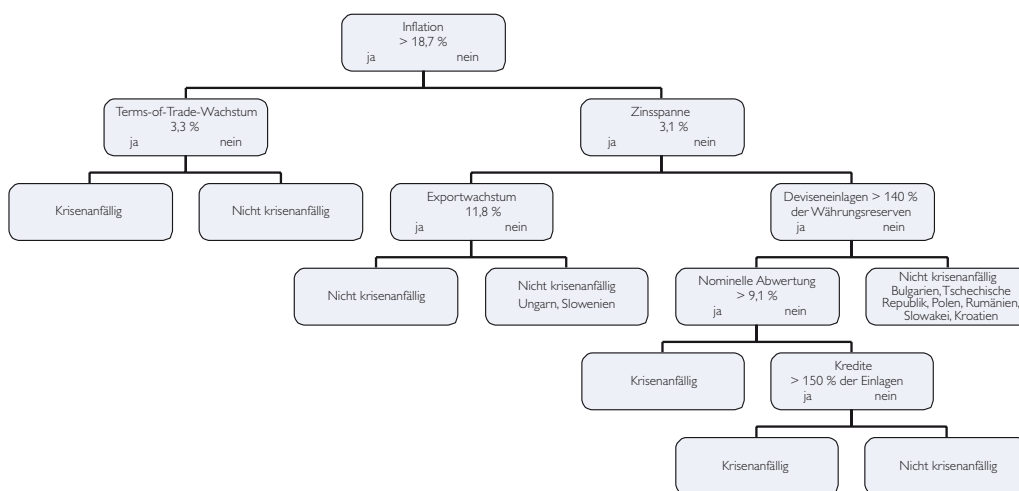 Inflation
> 18,7 %
ja nein
Terms-of-Trade-Wachstum
3,3 %
ja nein
Zinsspanne
3,1 %
ja nein
Krisenanfällig
Nicht krisenanfällig
Exportwachstum
11,8 %
ja nein
Deviseneinlagen > 140 %
der Währungsreserven
ja nein
Nicht krisenanfällig
Nicht krisenanfällig
Ungarn, Slowenien
Nominelle Abwertung
> 9,1 %
ja nein
Nicht krisenanfällig
Bulgarien, Tschechische
Republik, Polen, Rumänien,
Slowakei, Kroatien
Krisenanfällig
Kredite
> 150 % der Einlagen
ja nein
Krisenanfällig
Nicht krisenanfällig